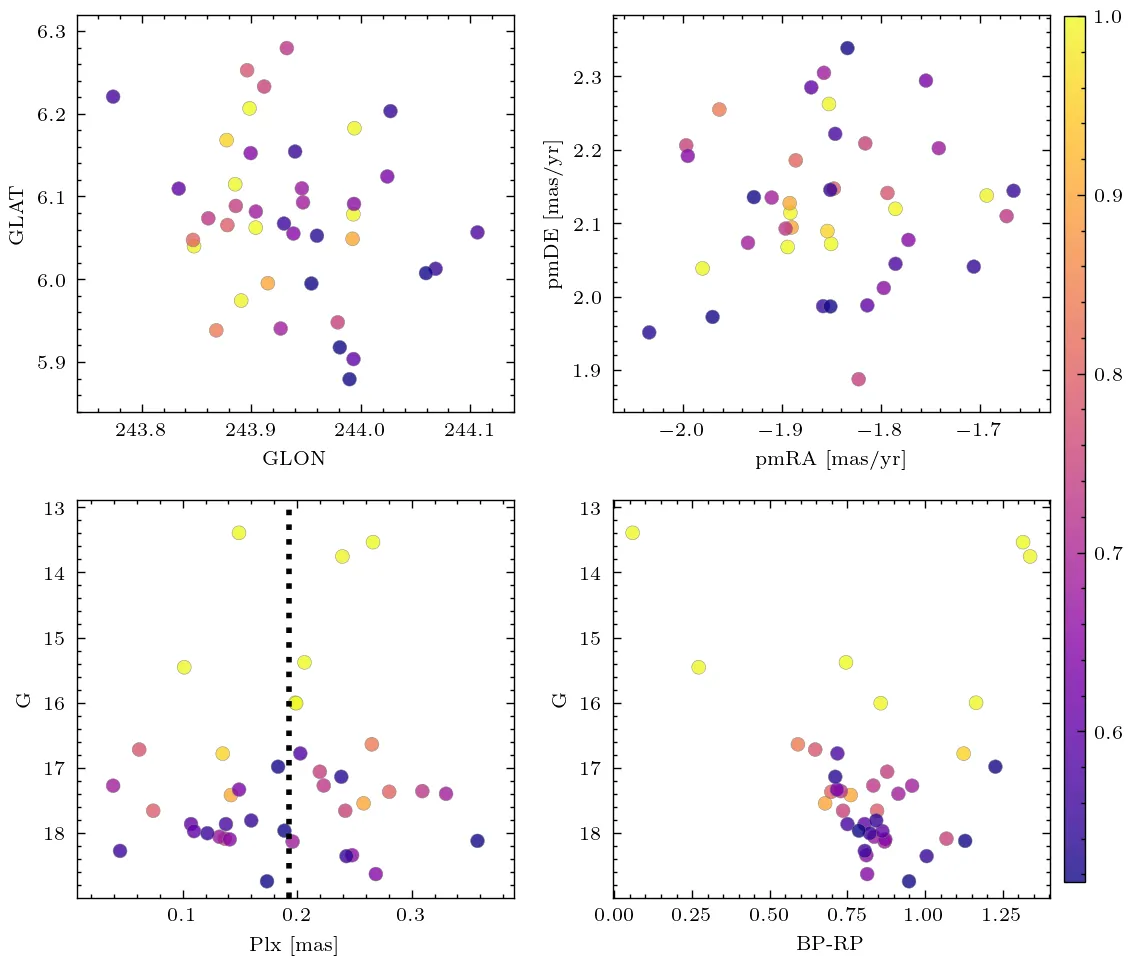 6.3
6.2
6.1
6.0
5.9
GLAT
243.8 243.9 244.0 244.1
GLON
2.3
2.2
2.1
2.0
1.9
pmDE [mas/yr]
−2.0 −1.9 −1.8 −1.7
pmRA [mas/yr]
1.0
0.9
0.8
0.7
0.6
13
14
15
16
17
18
G
0.1 0.2 0.3
Plx [mas]
13
14
15
16
17
18
G
0.00 0.25 0.50 0.75 1.00 1.25
BP-RP